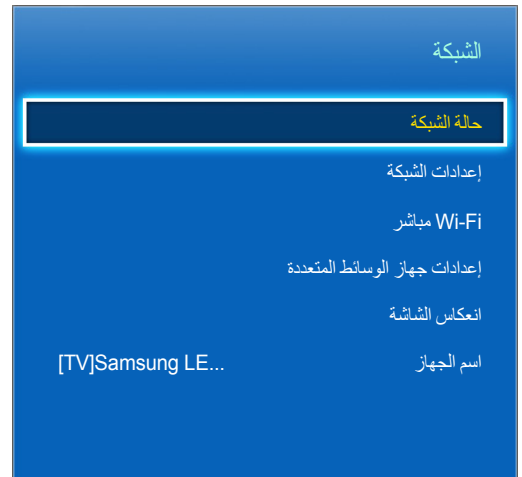 الشبكة
حالة الشبكة
إعدادات الشبكة
Wi-Fi مباشر
إعدادات جهاز الوسائط المتعددة
انعكاس الشاشة
اسم الجهاز [TV]Samsung LE...